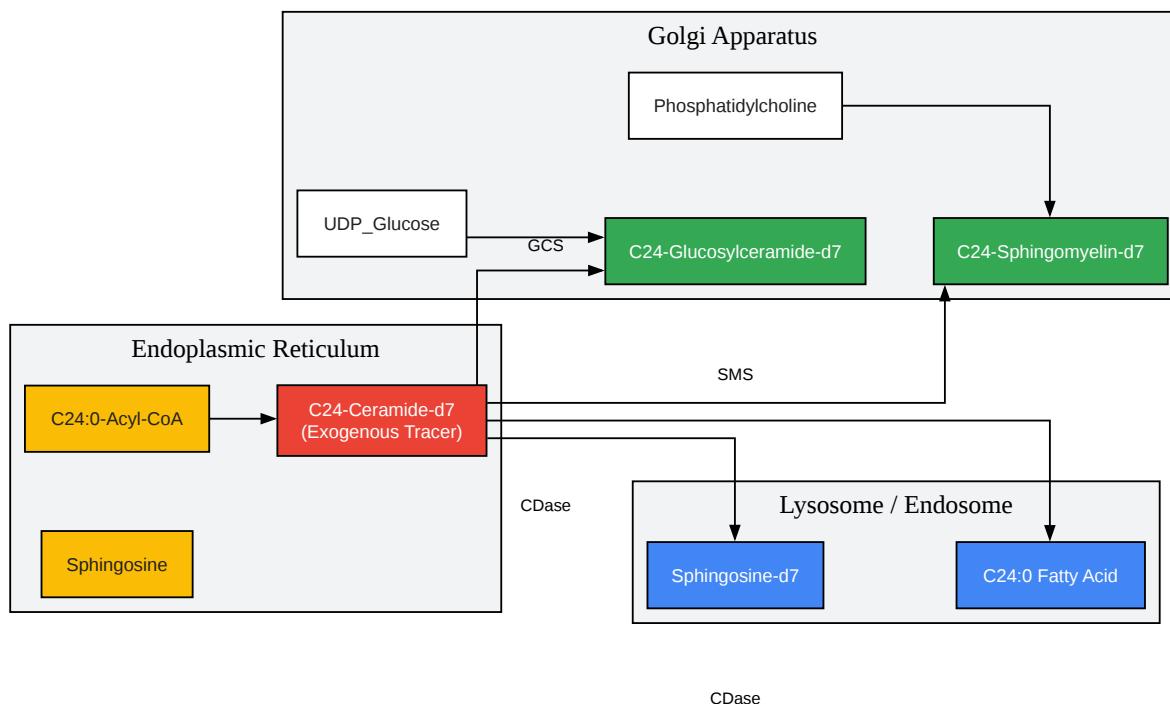 Golgi Apparatus
Phosphatidylcholine
UDP_Glucose
GCS
C24-Glucosylceramide-d7
C24-Sphingomyelin-d7
Endoplasmic Reticulum
SMS
C24:0-Acyl-CoA
C24-Ceramide-d7
(Exogenous Tracer)
CDase
Lysosome / Endosome
Sphingosine
Sphingosine-d7
C24:0 Fatty Acid
CDase